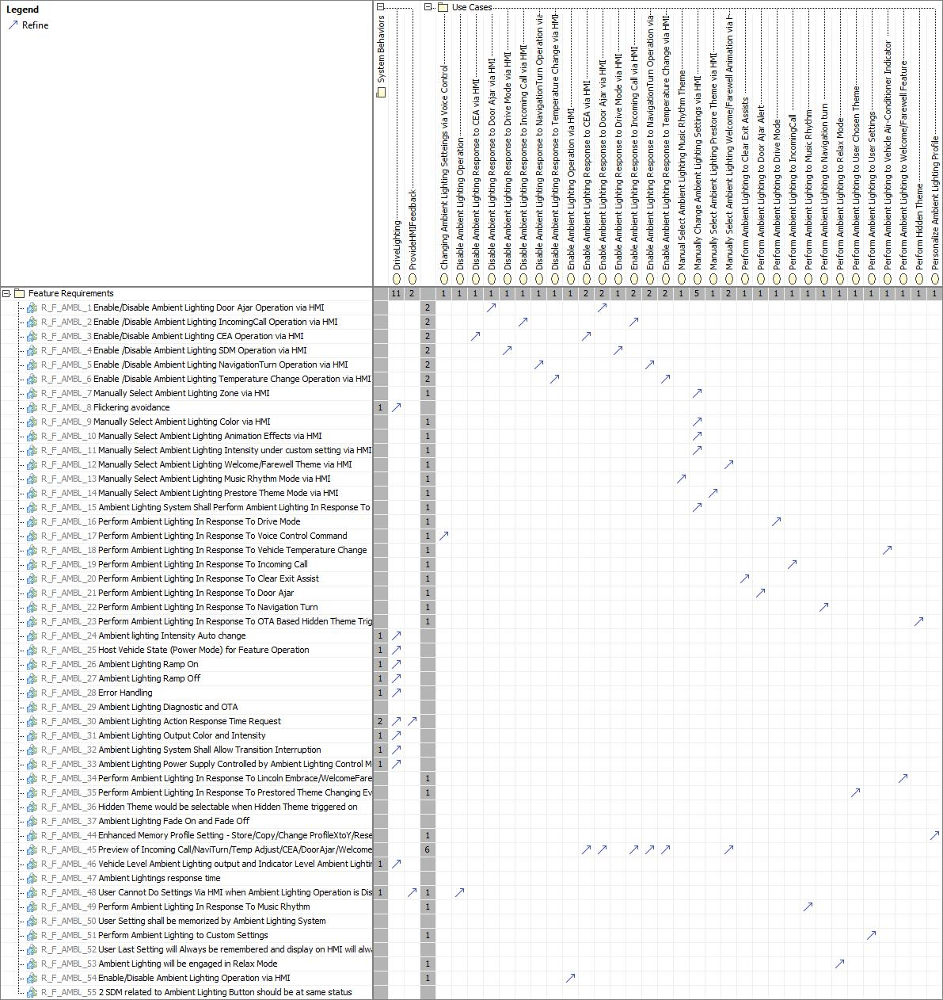 Legend
Refine
System Behaviors
DriveLighting
ProvideHMIFeedback
Use Cases
Changing Ambient Lighting Setteings via Voice Control
Disable Ambient Lighting Operation
Disable Ambient Lighting Response to CEA via HMI
Disable Ambient Lighting Response to Door Ajar via HMI
Disable Ambient Lighting Response to Drive Mode via HMI
Disable Ambient Lighting Response to Incoming Call via HMI
Disable Ambient Lighting Response to NavigationTurn Operation via
Disable Ambient Lighting Response to Temperature Change via HMI
Enable Ambient Lighting Operation via HMI
Enable Ambient Lighting Response to CEA via HMI
Enable Ambient Lighting Response to Door Ajar via HMI
Enable Ambient Lighting Response to Drive Mode via HMI
Enable Ambient Lighting Response to Incoming Call via HMI
Enable Ambient Lighting Response to NavigationTurn Operation via
Enable Ambient Lighting Response to Temperature Change via HMI
Manual Select Ambient Lighting Music Rhythm Theme
Manually Change Ambient Lighting Settings via HMI
Manually Select Ambient Lighting Prestore Theme via HMI
Manually Select Ambient Lighting Welcome/Farewell Animation via H
Perform Ambient Lighting to Clear Exit Assists
Perform Ambient Lighting to Door Ajar Alert
Perform Ambient Lighting to Drive Mode
Perform Ambient Lighting to IncomingCall
Perform Ambient Lighting to Music Rhythm
Perform Ambient Lighting to Navigation turn
Perform Ambient Lighting to Relax Mode
Perform Ambient Lighting to User Chosen Theme
Perform Ambient Lighting to User Settings
Perform Ambient Lighting to Vehicle Air-Conditioner Indicator
Perform Ambient Lighting to Welcome/Farewell Feature
Perform Hidden Theme
Personalize Ambient Lighting Profile
Feature Requirements 11 2 1 1 1 1 1 1 1 1 1 2 2 1 2 2 2 1 5 1 2 1 1 1 1 1 1 1 1 1 1 1 1 1
R_F_AMBL_1 Enable/Disable Ambient Lighting Door Ajar Operation via HMI 2
R_F_AMBL_2 Enable /Disable Ambient Lighting IncomingCall Operation via HMI 2
R_F_AMBL_3 Enable /Disable Ambient Lighting CEA Operation via HMI 2
R_F_AMBL_4 Enable /Disable Ambient Lighting SDM Operation via HMI 2
R_F_AMBL_5 Enable /Disable Ambient Lighting NavigationTurn Operation via HMI 2
R_F_AMBL_6 Enable /Disable Ambient Lighting Temperature Change Operation via HMI 2
R_F_AMBL_7 Manually Select Ambient Lighting Zone via HMI 1
R_F_AMBL_8 Flickering avoidance 1
R_F_AMBL_9 Manually Select Ambient Lighting Color via HMI 1
R_F_AMBL_10 Manually Select Ambient Lighting Animation Effects via HMI 1
R_F_AMBL_11 Manually Select Ambient Lighting Intensity under custom setting via HMI 1
R_F_AMBL_12 Manually Select Ambient Lighting Welcome/Farewell Theme via HMI 1
R_F_AMBL_13 Manually Select Ambient Lighting Music Rhythm Mode via HMI 1
R_F_AMBL_14 Manually Select Ambient Lighting Prestore Theme Mode via HMI 1
R_F_AMBL_15 Ambient Lighting System Shall Perform Ambient Lighting In Response To 1
R_F_AMBL_16 Perform Ambient Lighting In Response To Drive Mode 1
R_F_AMBL_17 Perform Ambient Lighting In Response To Voice Control Command 1
R_F_AMBL_18 Perform Ambient Lighting In Response To Vehicle Temperature Change 1
R_F_AMBL_19 Perform Ambient Lighting In Response To Incoming Call 1
R_F_AMBL_20 Perform Ambient Lighting In Response To Clear Exit Assist 1
R_F_AMBL_21 Perform Ambient Lighting In Response To Door Ajar 1
R_F_AMBL_22 Perform Ambient Lighting In Response To Navigation Turn 1
R_F_AMBL_23 Perform Ambient Lighting In Response To OTA Based Hidden Theme Trig 1
R_F_AMBL_24 Ambient lighting Intensity Auto change 1
R_F_AMBL_25 Host Vehicle State (Power Mode) for Feature Operation 1
R_F_AMBL_26 Ambient Lighting Ramp On 1
R_F_AMBL_27 Ambient Lighting Ramp Off 1
R_F_AMBL_28 Error Handling 1
R_F_AMBL_29 Ambient Lighting Diagnostic and OTA
R_F_AMBL_30 Ambient Lighting Action Response Time Request 2
R_F_AMBL_31 Ambient Lighting Output Color and Intensity 1
R_F_AMBL_32 Ambient Lighting System Shall Allow Transition Interruption 1
R_F_AMBL_33 Ambient Lighting Power Supply Controlled by Ambient Lighting Control M 1
R_F_AMBL_34 Perform Ambient Lighting In Response To Lincoln Embrace/WelcomeFare 1
R_F_AMBL_35 Perform Ambient Lighting In Response To Prestored Theme Changing Ev 1
R_F_AMBL_36 Hidden Theme would be selectable when Hidden Theme triggered on
R_F_AMBL_37 Ambient Lighting Fade On and Fade Off
R_F_AMBL_44 Enhanced Memory Profile Setting - Store/Copy/Change ProfileXtoY/Rese 1
R_F_AMBL_45 Preview of Incoming Call/NaviTurn/Temp Adjust/CEA/DoorAjar/Welcome 6
R_F_AMBL_46 Vehicle Level Ambient Lighting output and Indicator Level Ambient Lightin 1
R_F_AMBL_47 Ambient Lightings response time
R_F_AMBL_48 User Cannot Do Settings Via HMI when Ambient Lighting Operation is Dis 1 1
R_F_AMBL_49 Perform Ambient Lighting In Response To Music Rhythm 1
R_F_AMBL_50 User Setting shall be memorized by Ambient Lighting System
R_F_AMBL_51 Perform Ambient Lighting to Custom Settings 1
R_F_AMBL_52 User Last Setting will Always be remembered and display on HMI will alwa
R_F_AMBL_53 Ambient Lighting will be engaged in Relax Mode 1
R_F_AMBL_54 Enable/Disable Ambient Lighting Operation via HMI 1
R_F_AMBL_55 2 SDM related to Ambient Lighting Button should be at same status